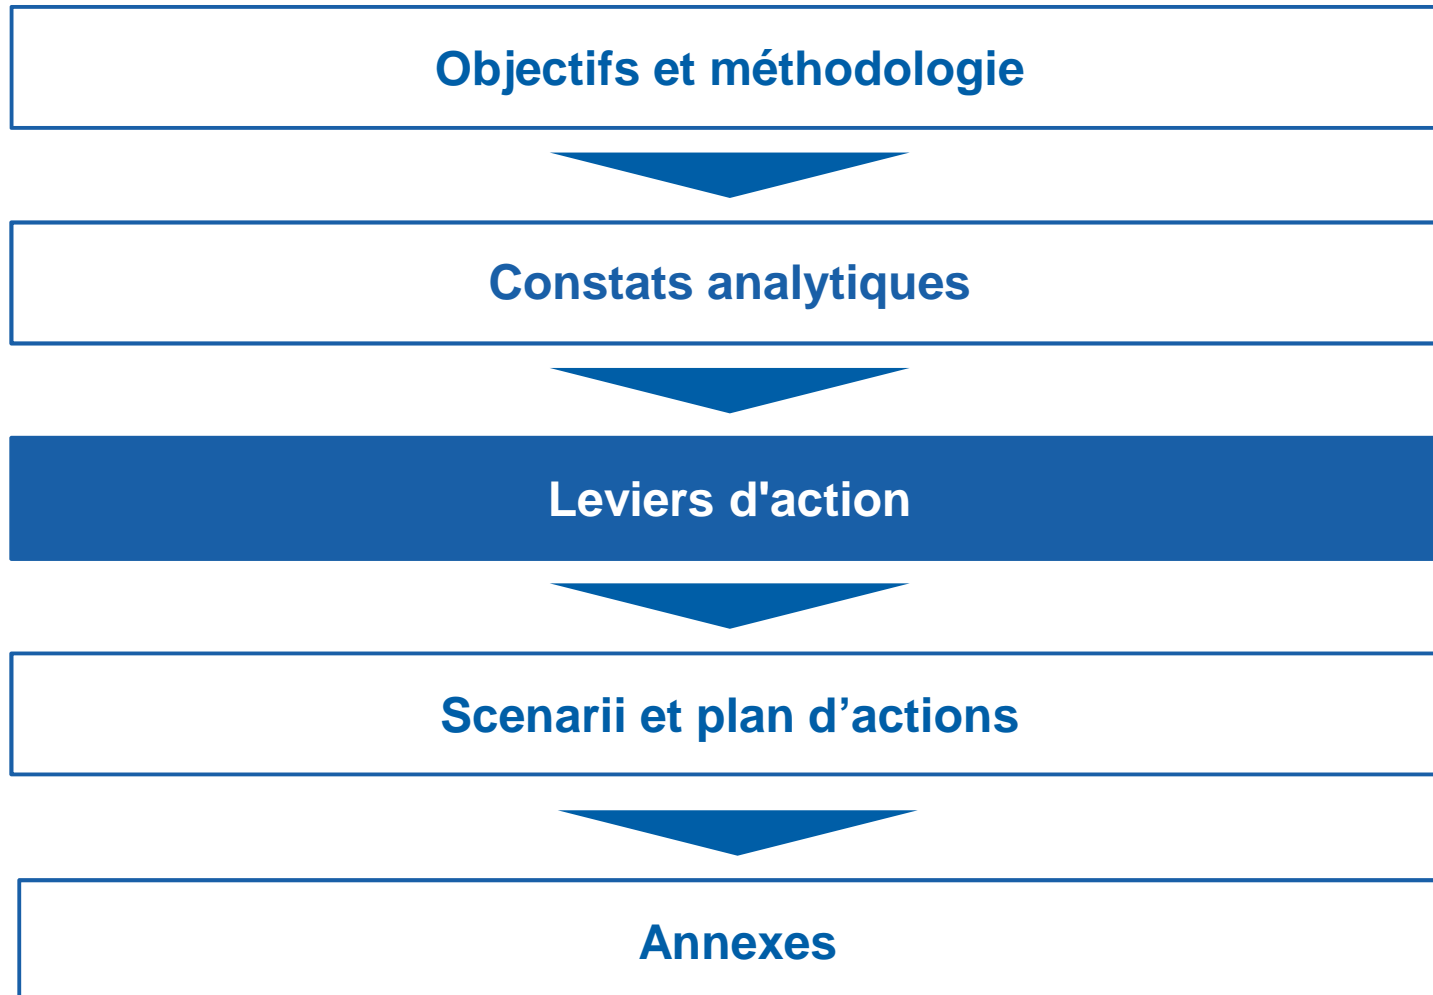 Objectifs et méthodologie
Constats analytiques
Leviers d'action
Scenarii et plan d’actions
Annexes